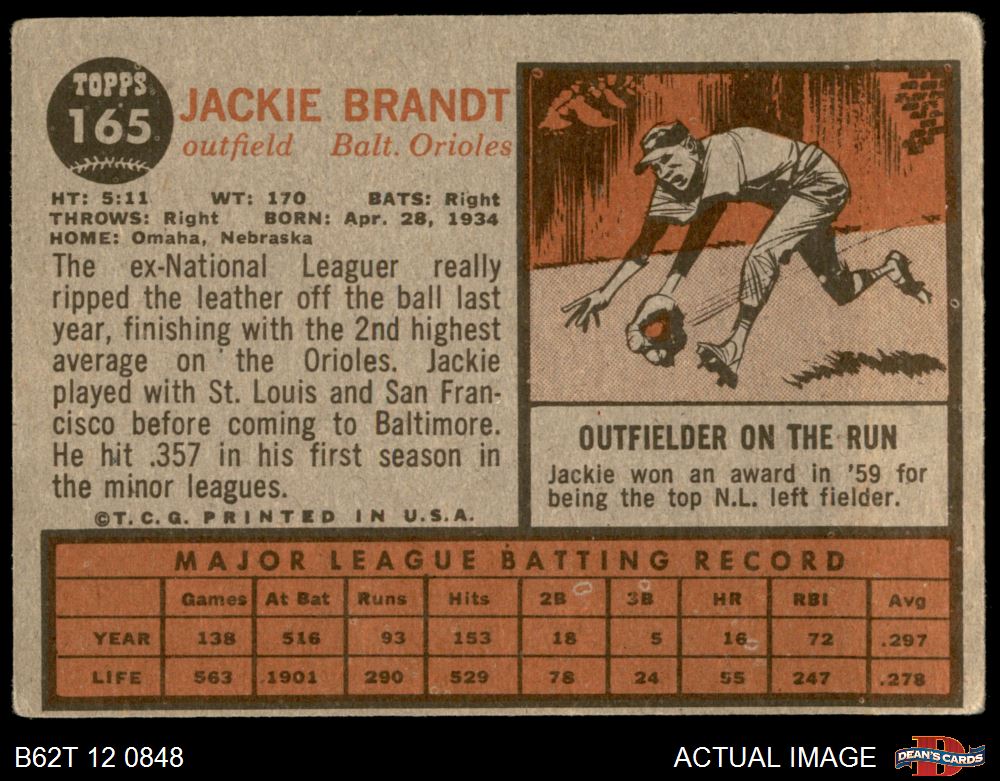 TOPPS
165
JACKIE BRANDT
outfield Balt. Orioles
HT: 5:11 WT: 170 BATS: Right
THROWS: Right BORN: Apr. 28, 1934
HOME: Omaha, Nebraska
The ex-National Leaguer really
ripped the leather off the ball last
year, finishing with the 2nd highest
average on the Orioles. Jackie
played with St. Louis and San Fran-
cisco before coming to Baltimore.
He hit .357 in his first season in
the minor leagues.
©T.C.G. PRINTED IN U.S.A.
OUTFIELDER ON THE RUN
Jackie won an award in '59 for
being the top N.L. left fielder.
MAJOR LEAGUE BATTING RECORD
Games At Bat Runs Hits 2B 3B HR RBI Avg
YEAR 138 516 93 153 18 5 16 72 .297
LIFE 563 1901 290 529 78 24 55 247 .278
B62T 12 0848 ACTUAL IMAGE
D
DEAN'S CARDS